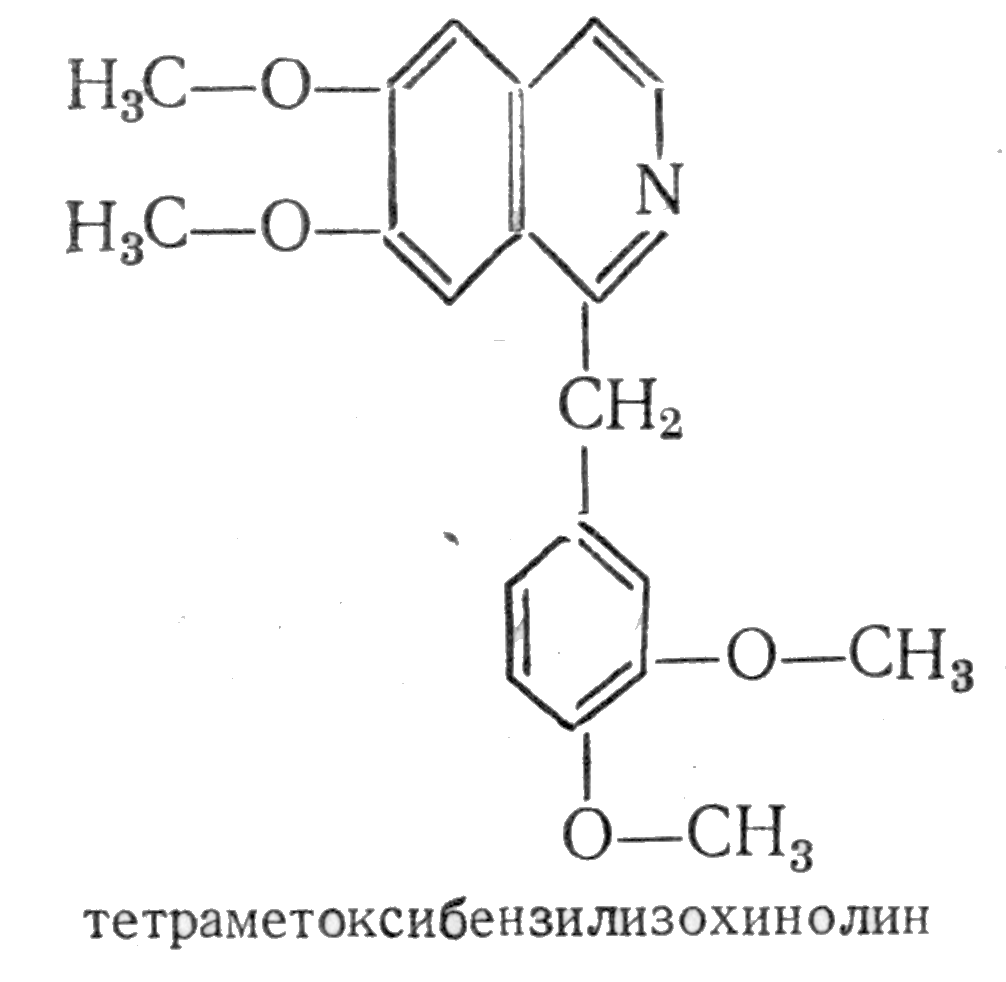 H₃C—O—
N
H₃C—O—
CH₂
—O—CH₃
O—CH₃
тетраметоксибензилизохинолин